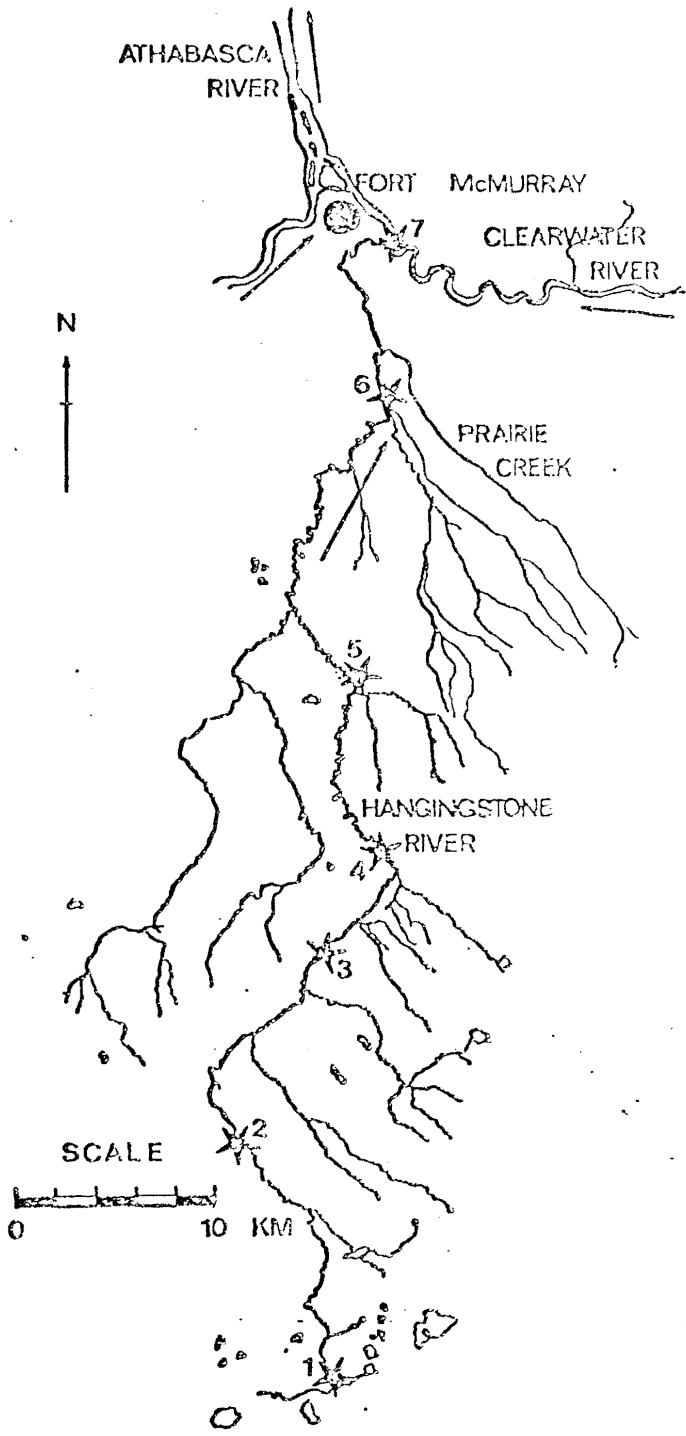 ATHABASCA
RIVER
FORT McMURRAY
7
CLEARWATER
RIVER
N
6
PRAIRIE
CREEK
5
HANGINGSTONE
RIVER
4
3
2
SCALE
0 10 KM
1